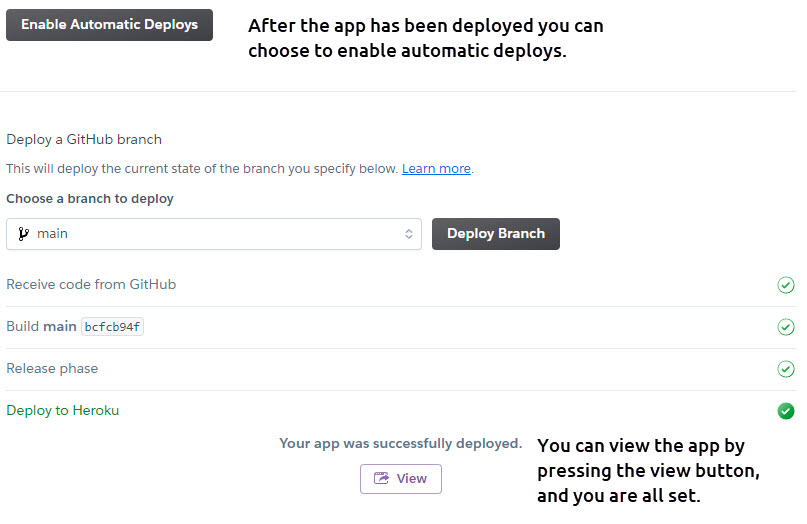 Enable Automatic Deploys
After the app has been deployed you can
choose to enable automatic deploys.
Deploy a GitHub branch
This will deploy the current state of the branch you specify below. Learn more.
Choose a branch to deploy
main
Deploy Branch
Receive code from GitHub
Build main bcfcb94f
Release phase
Deploy to Heroku
Your app was successfully deployed.
View
You can view the app by
pressing the view button,
and you are all set.